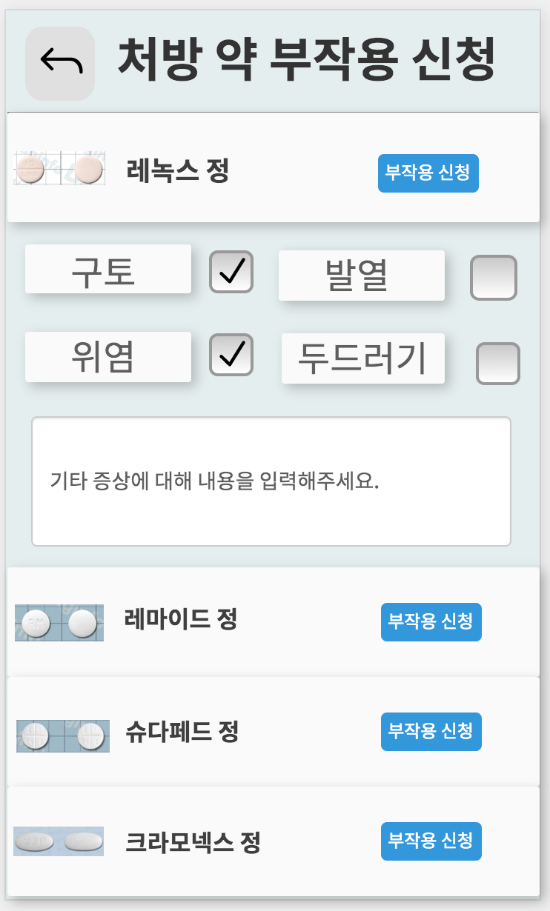 처방 약 부작용 신청
레녹스 정
부작용 신청
구토
발열
위염
두드러기
기타 증상에 대해 내용을 입력해주세요.
레마이드 정
부작용 신청
슈다페드 정
부작용 신청
크라모넥스 정
부작용 신청